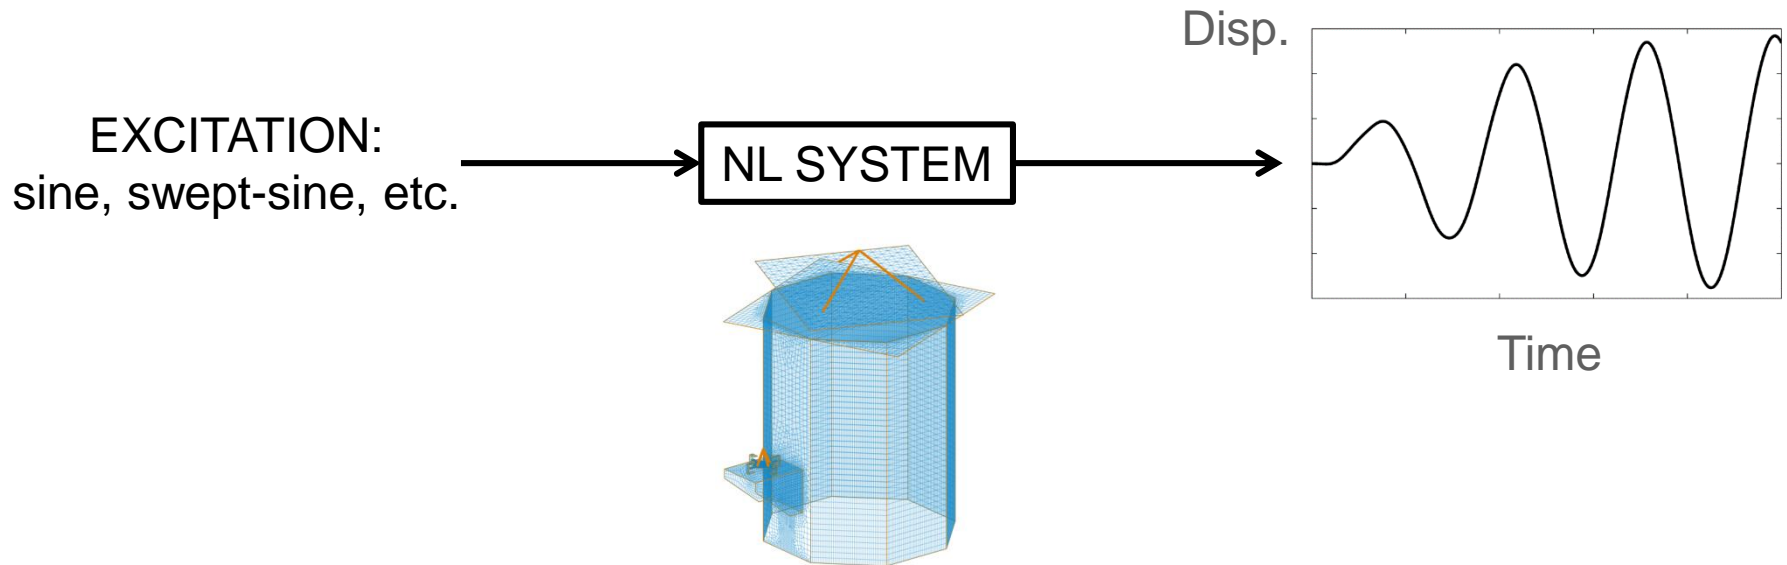 EXCITATION:
sine, swept-sine, etc.
NL SYSTEM
Disp.
Time